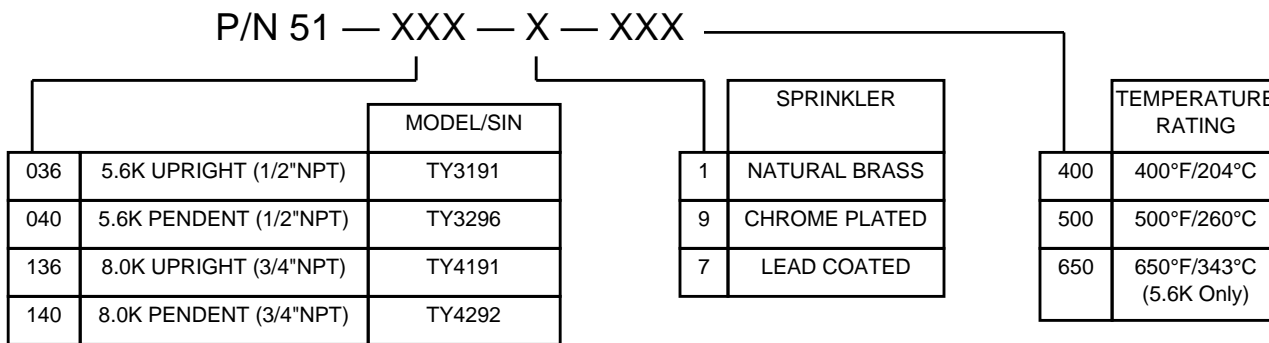 P/N 51 — XXX — X — XXX
MODEL/SIN
036 5.6K UPRIGHT (1/2"NPT) TY3191
040 5.6K PENDENT (1/2"NPT) TY3296
136 8.0K UPRIGHT (3/4"NPT) TY4191
140 8.0K PENDENT (3/4"NPT) TY4292
SPRINKLER
1 NATURAL BRASS
9 CHROME PLATED
7 LEAD COATED
TEMPERATURE
RATING
400 400°F/204°C
500 500°F/260°C
650 650°F/343°C
(5.6K Only)